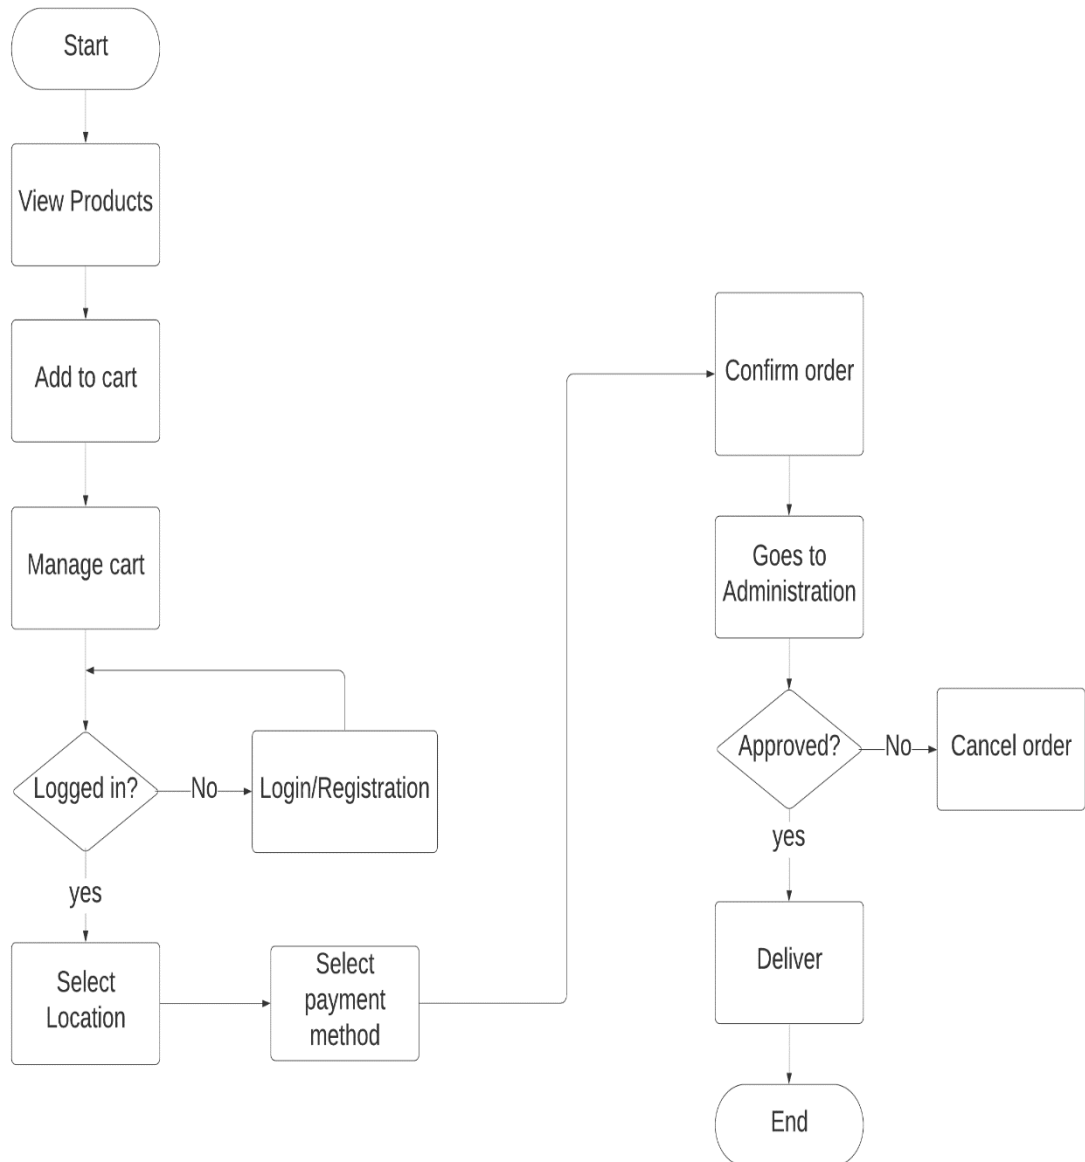 Start
View Products
Add to cart
Manage cart
Logged in?
No
Login/Registration
yes
Select
Location
Select
payment
method
Confirm order
Goes to
Administration
Approved?
No
Cancel order
yes
Deliver
End